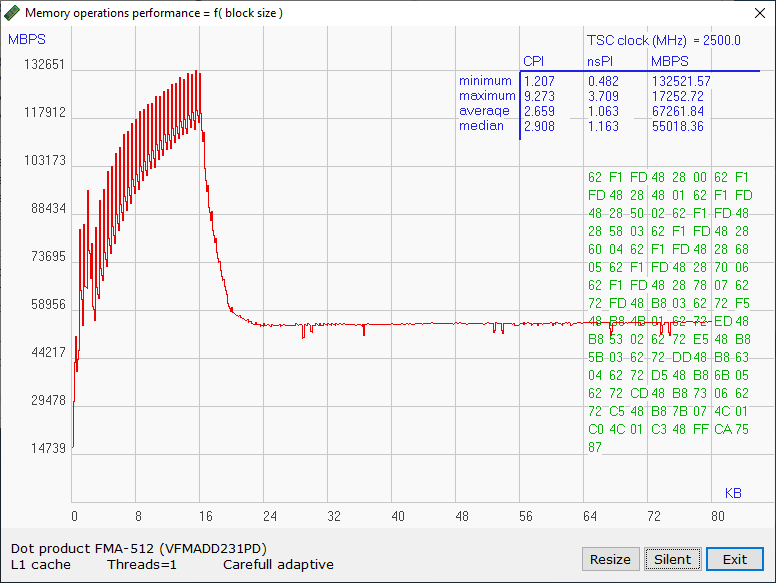 Memory operations performance = f( block size )
MBPS
TSC clock (MHz) = 2500.0
CPI nsPI MBPS
minimum 1.207 0.482 132521.57
maximum 9.273 3.709 17252.72
average 2.659 1.063 67261.84
median 2.908 1.163 55018.36
132651
117912
103173
88434
73695
58956
44217
29478
14739
62 F1 FD 48 28 00 62 F1
FD 48 28 48 01 62 F1 FD
48 28 50 02 62 F1 FD 48
28 58 03 62 F1 FD 48 28
60 04 62 F1 FD 48 28 68
05 62 F1 FD 48 28 70 06
62 F1 FD 48 28 78 07 62
72 FD 48 B8 03 62 72 F5
48 B8 4B 01 62 72 ED 48
B8 53 02 62 72 E5 48 B8
5B 03 62 72 DD 48 B8 63
04 62 72 D5 48 B8 6B 05
62 72 CD 48 B8 73 06 62
72 C5 48 B8 7B 07 4C 01
C0 4C 01 C3 48 FF CA 75
87
KB
0 8 16 24 32 40 48 56 64 72 80
Dot product FMA-512 (VFMADD231PD)
L1 cache Threads=1 Carefull adaptive
Resize Silent Exit